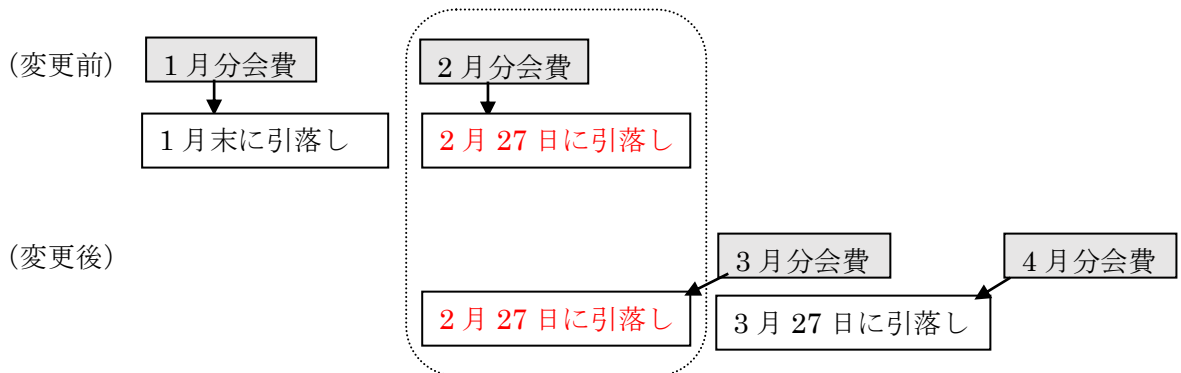 (変更前) 1月分会費 2月分会費
1月末に引落し 2月27日に引落し
(変更後) 3月分会費 4月分会費
2月27日に引落し 3月27日に引落し